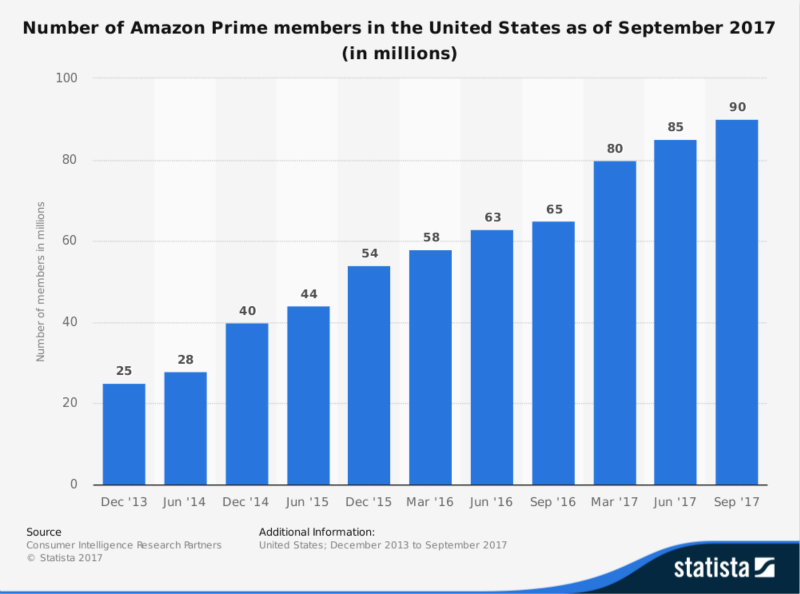 Number of Amazon Prime members in the United States as of September 2017
(in millions)
Number of members in millions
100
80
60
40
20
0
25
28
40
44
54
58
63
65
80
85
90
Dec '13
Jun '14
Dec '14
Jun '15
Dec '15
Mar '16
Jun '16
Sep '16
Mar '17
Jun '17
Sep '17
Source
Consumer Intelligence Research Partners
© Statista 2017
Additional Information:
United States; December 2013 to September 2017
statista